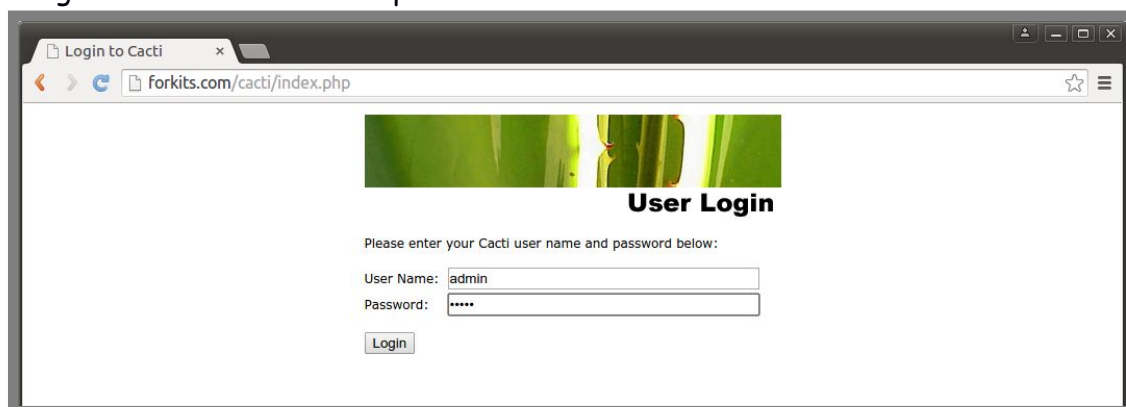 Login to Cacti
forkits.com/cacti/index.php
User Login
Please enter your Cacti user name and password below:
User Name: admin
Password: •••••
Login